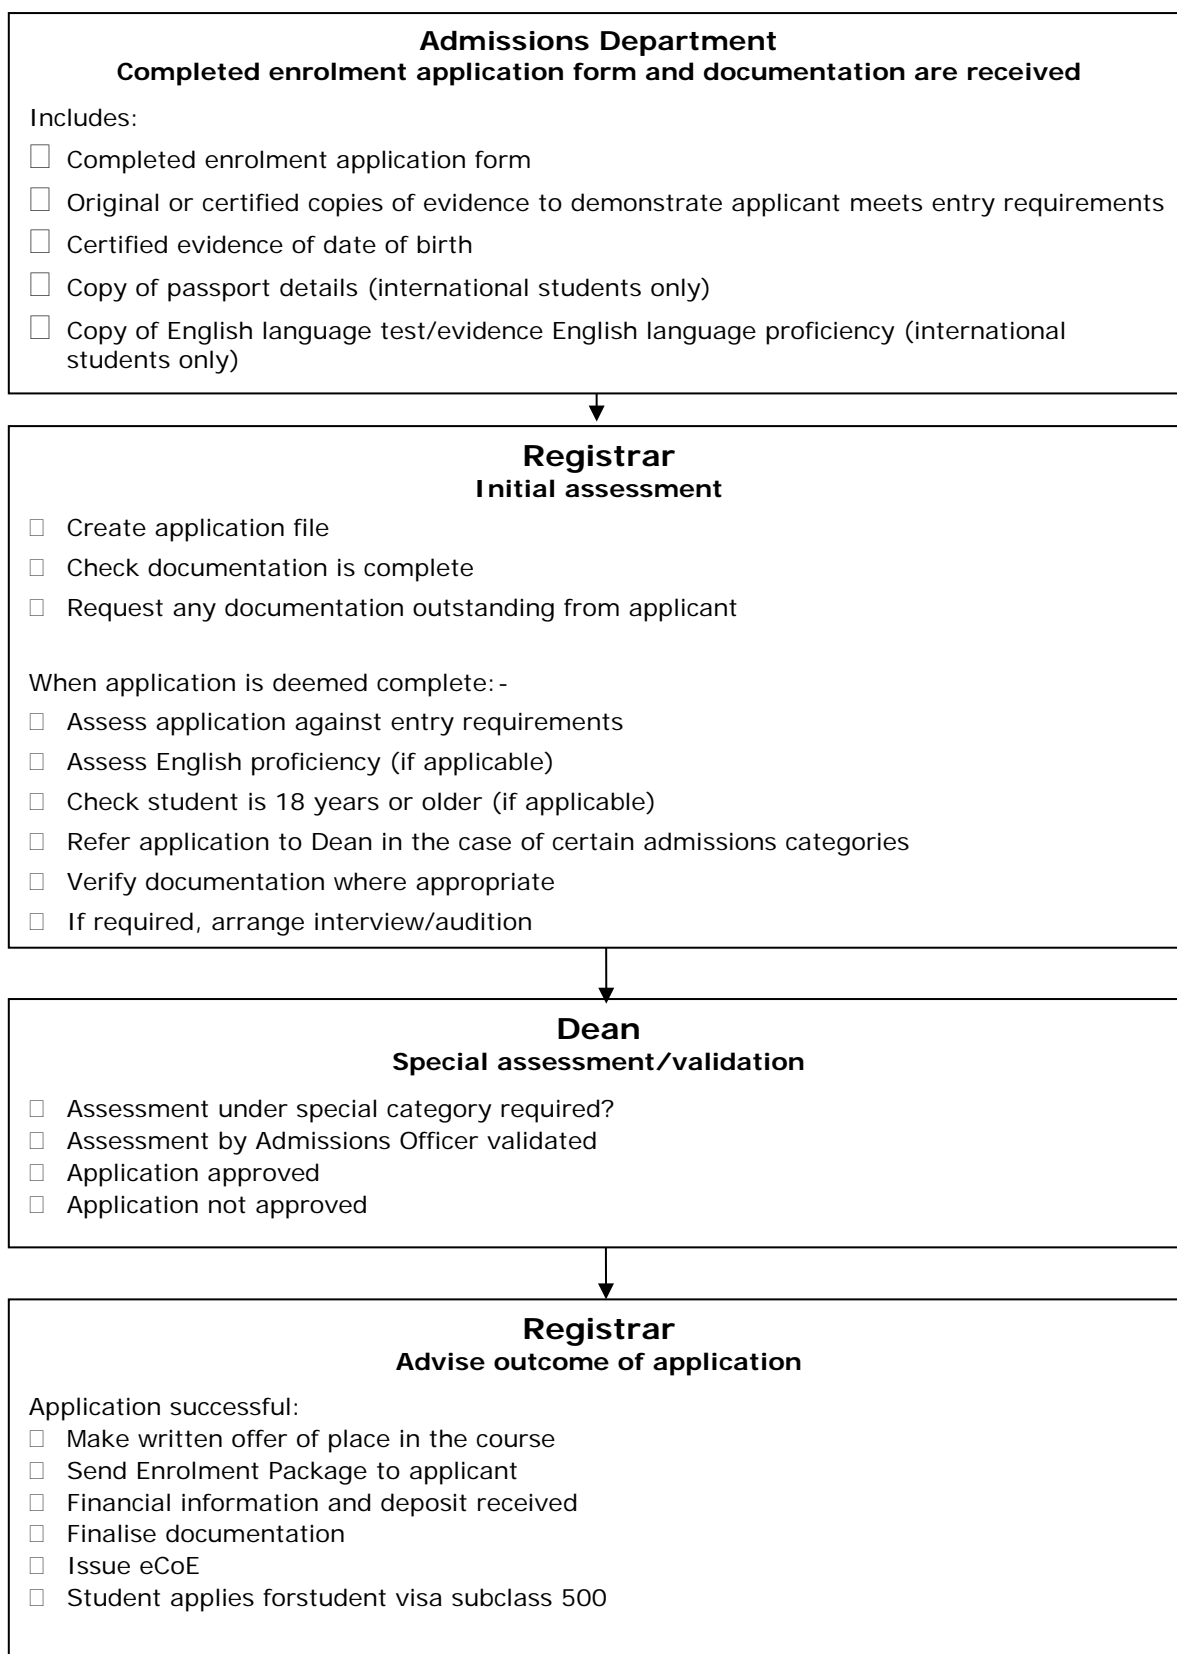 Admissions Department
Completed enrolment application form and documentation are received
Includes:
Completed enrolment application form
Original or certified copies of evidence to demonstrate applicant meets entry requirements
Certified evidence of date of birth
Copy of passport details (international students only)
Copy of English language test/evidence English language proficiency (international
students only)
Registrar
Initial assessment
Create application file
Check documentation is complete
Request any documentation outstanding from applicant
When application is deemed complete:-
Assess application against entry requirements
Assess English proficiency (if applicable)
Check student is 18 years or older (if applicable)
Refer application to Dean in the case of certain admissions categories
Verify documentation where appropriate
If required, arrange interview/audition
Dean
Special assessment/validation
Assessment under special category required?
Assessment by Admissions Officer validated
Application approved
Application not approved
Registrar
Advise outcome of application
Application successful:
Make written offer of place in the course
Send Enrolment Package to applicant
Financial information and deposit received
Finalise documentation
Issue eCoE
Student applies forstudent visa subclass 500